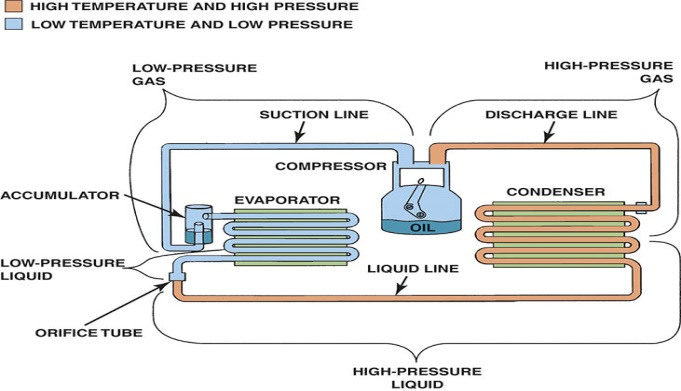 HIGH TEMPERATURE AND HIGH PRESSURE
LOW TEMPERATURE AND LOW PRESSURE
LOW-PRESSURE
GAS
HIGH-PRESSURE
GAS
SUCTION LINE
DISCHARGE LINE
COMPRESSOR
ACCUMULATOR
EVAPORATOR
CONDENSER
OIL
LOW-PRESSURE
LIQUID
LIQUID LINE
ORIFICE TUBE
HIGH-PRESSURE
LIQUID